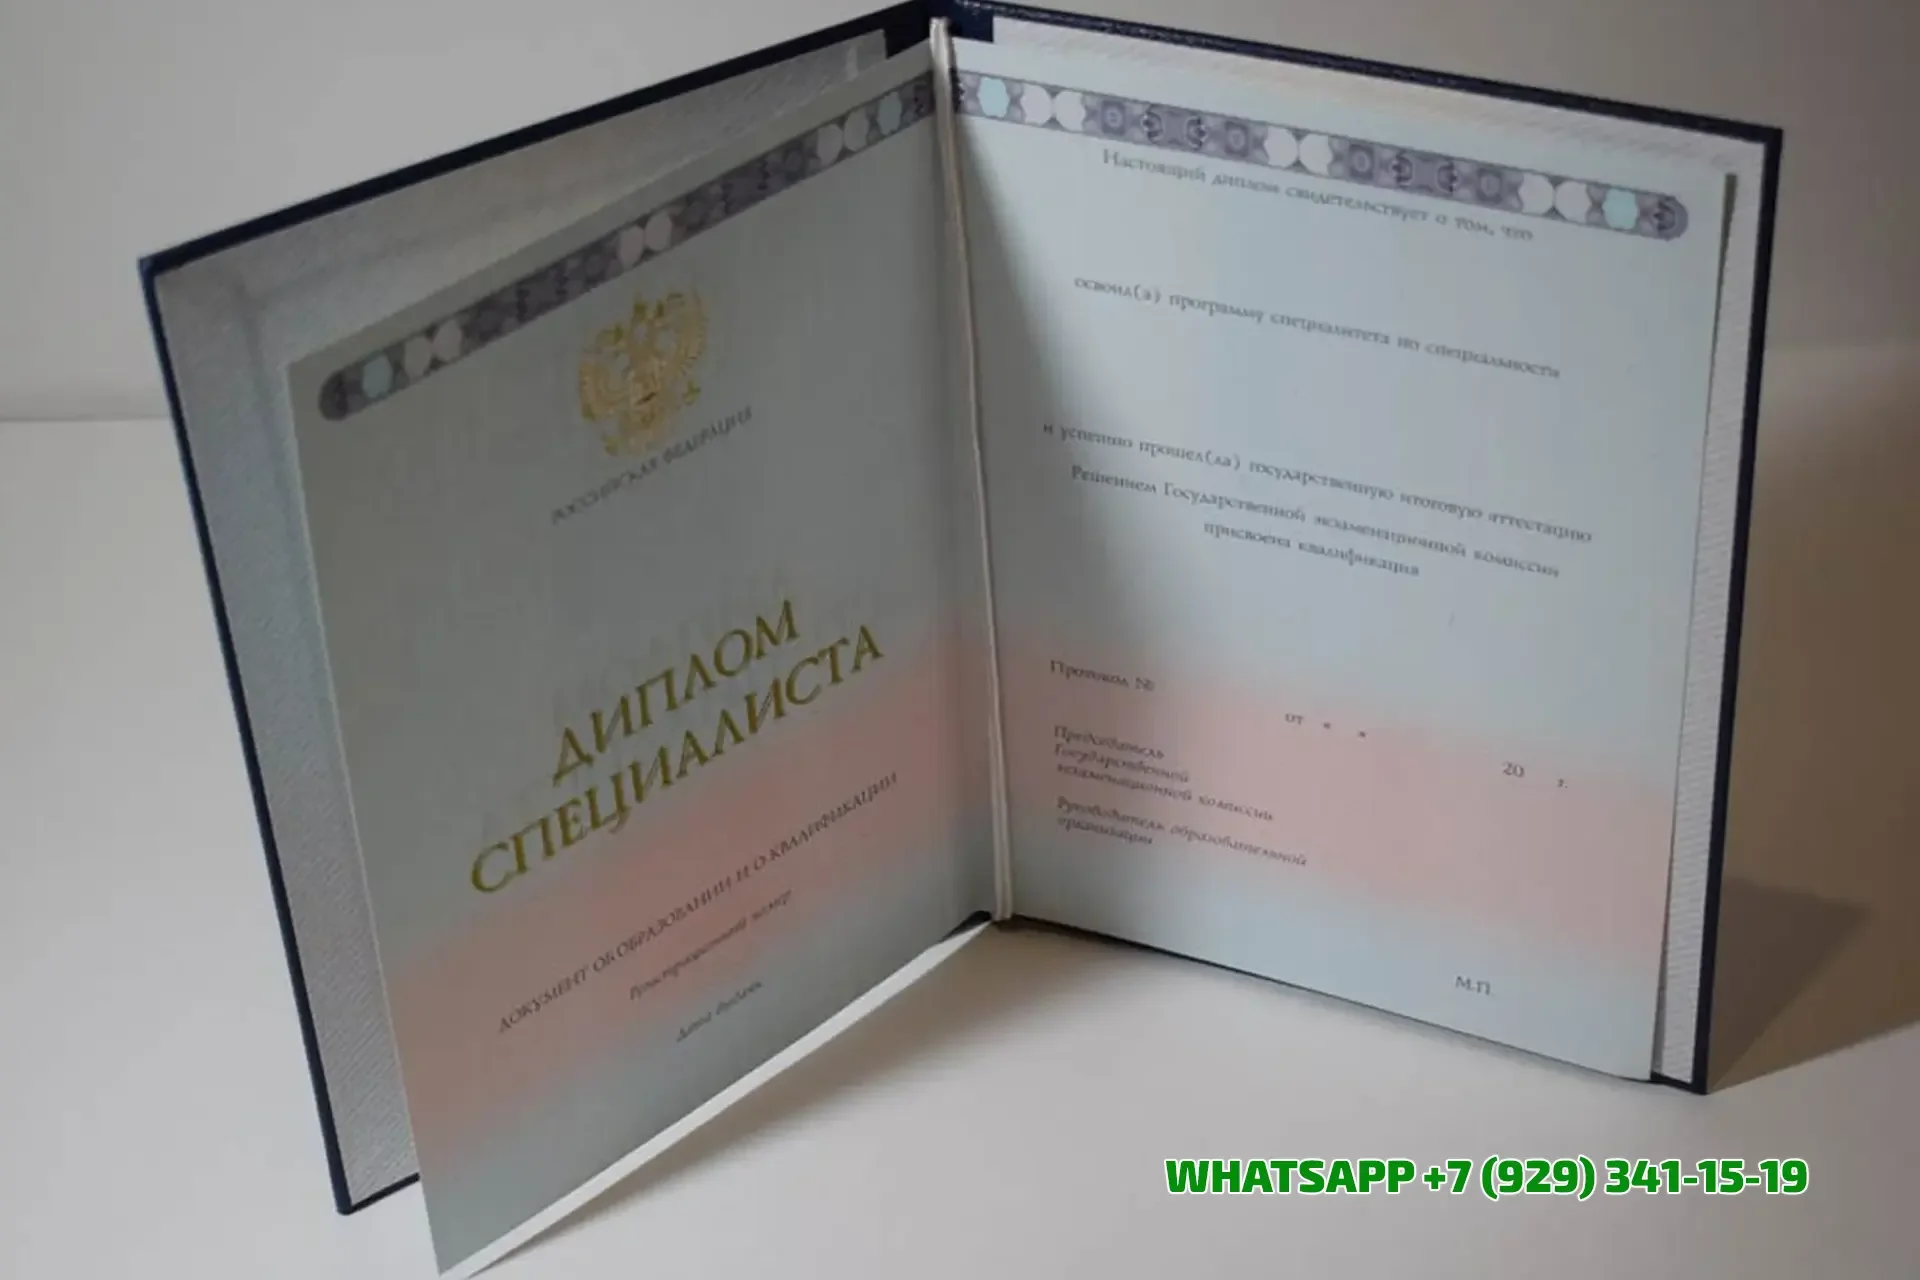 РОССИЙСКАЯ ФЕДЕРАЦИЯ
ДИПЛОМ
СПЕЦИАЛИСТА
ДОКУМЕНТ ОБ ОБРАЗОВАНИИ И О КВАЛИФИКАЦИИ
Регистрационный номер
Дата выдачи
Настоящий диплом свидетельствует о том, что
освоил(а) программу специалитета по специальности
и успешно прошел(ла) государственную итоговую аттестацию
Решением Государственной экзаменационной комиссии
присвоена квалификация
Протокол №
от « » 20 г.
Председатель
Государственной
экзаменационной комиссии
Руководитель образовательной
организации
М.П.
WHATSAPP +7 (929) 341-15-19